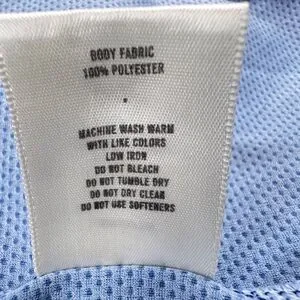 BODY FABRIC
100% POLYESTER
MACHINE WASH WARM
WITH LIKE COLORS
LOW IRON
DO NOT BLEACH
DO NOT TUMBLE DRY
DO NOT DRY CLEAR
DO NOT USE SOFTENERS